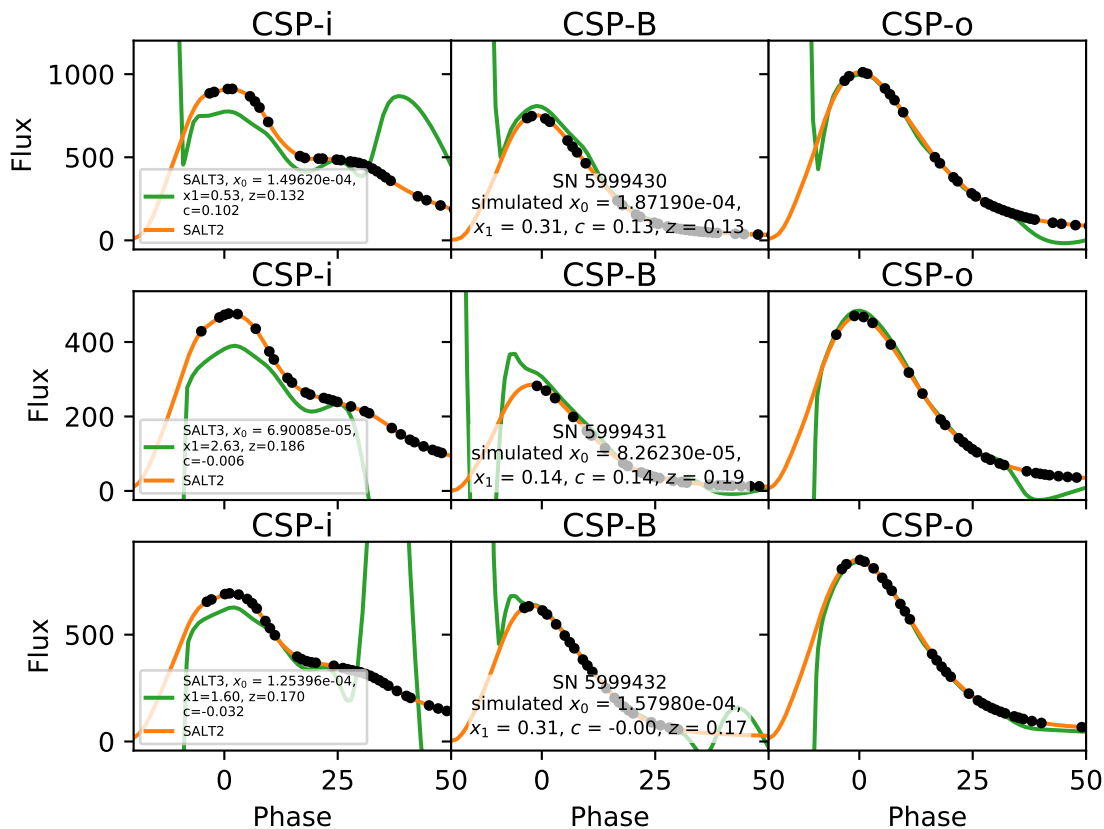 CSP-i CSP-B CSP-o
1000
500
0
Flux
SALT3, x₀ = 1.49620e-04,
x1=0.53, z=0.132
c=0.102
SALT2
SN 5999430
simulated x₀ = 1.87190e-04,
x₁ = 0.31, c = 0.13, z = 0.13
CSP-i CSP-B CSP-o
400
200
0
Flux
SALT3, x₀ = 6.90085e-05,
x1=2.63, z=0.186
c=-0.006
SALT2
SN 5999431
simulated x₀ = 8.26230e-05,
x₁ = 0.14, c = 0.14, z = 0.19
CSP-i CSP-B CSP-o
500
0
Flux
SALT3, x₀ = 1.25396e-04,
x1=1.60, z=0.170
c=-0.032
SALT2
SN 5999432
simulated x₀ = 1.57980e-04,
x₁ = 0.31, c = -0.00, z = 0.17
0 25 50 0 25 50 0 25 50
Phase Phase Phase